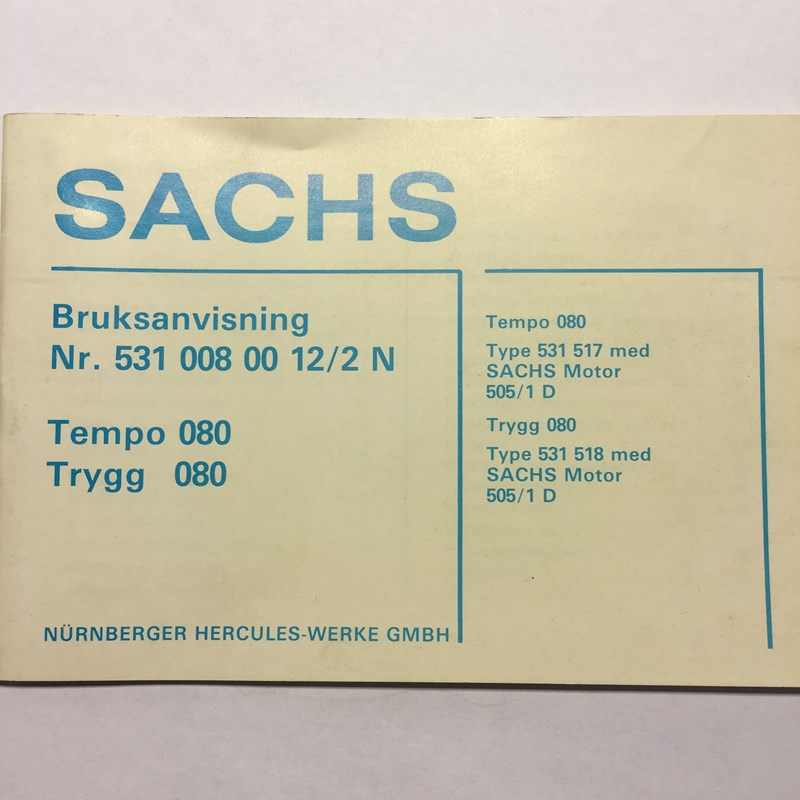 SACHS
Bruksanvisning
Nr. 531 008 00 12/2 N
Tempo 080
Trygg 080
NÜRNBERGER HERCULES-WERKE GMBH
Tempo 080
Type 531 517 med
SACHS Motor
505/1 D
Trygg 080
Type 531 518 med
SACHS Motor
505/1 D